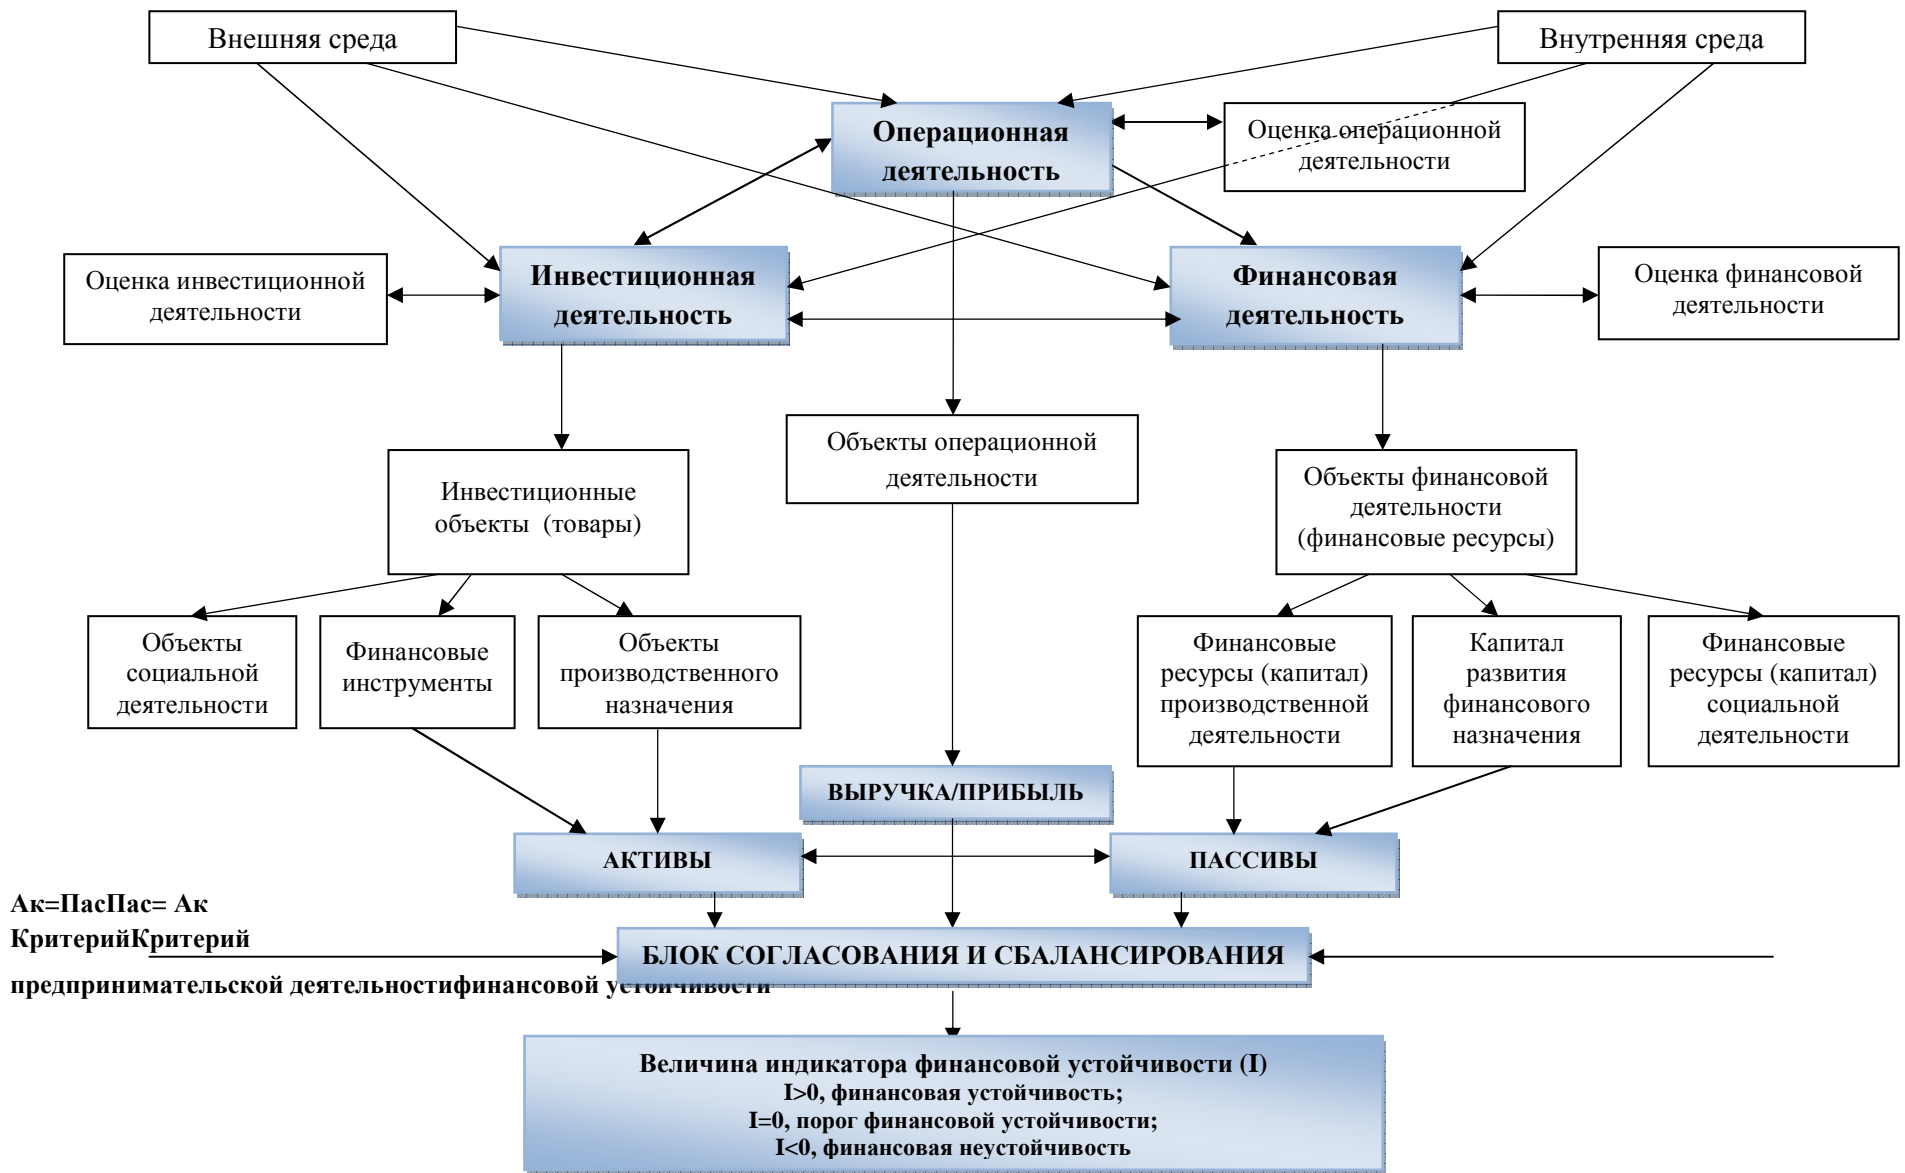 Внешняя среда
Внутренняя среда
Операционная
деятельность
Оценка операционной
деятельности
Оценка инвестиционной
деятельности
Инвестиционная
деятельность
Финансовая
деятельность
Оценка финансовой
деятельности
Объекты операционной
деятельности
Инвестиционные
объекты (товары)
Объекты финансовой
деятельности
(финансовые ресурсы)
Объекты
социальной
деятельности
Финансовые
инструменты
Объекты
производственного
назначения
Финансовые
ресурсы (капитал)
производственной
деятельности
Капитал
развития
финансового
назначения
Финансовые
ресурсы (капитал)
социальной
деятельности
ВЫРУЧКА/ПРИБЫЛЬ
АКТИВЫ
ПАССИВЫ
Ак=ПасПас= Ак
КритерийКритерий
предпринимательской деятельностифинансовой устойчивости
БЛОК СОГЛАСОВАНИЯ И СБАЛАНСИРОВАНИЯ
Величина индикатора финансовой устойчивости (I)
I>0, финансовая устойчивость;
I=0, порог финансовой устойчивости;
I<0, финансовая неустойчивость